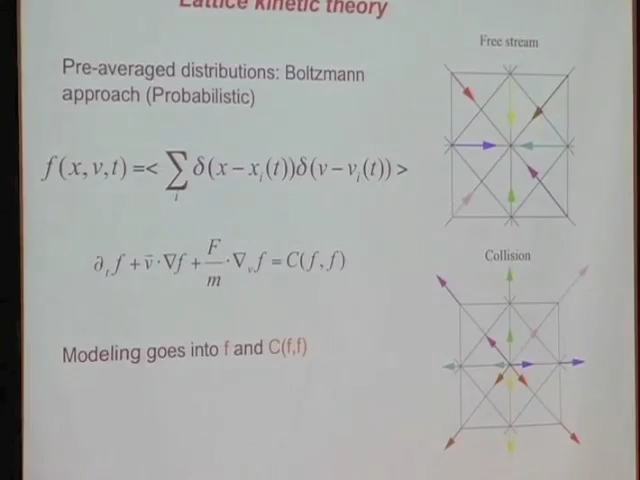 Lattice kinetic theory
Free stream
Pre-averaged distributions: Boltzmann
approach (Probabilistic)
f(x,v,t) =< ∑_i δ(x−x_i(t))δ(v−v_i(t)) >
∂_t f + v̄ · ∇f + F/m · ∇_v f = C(f,f)
Collision
Modeling goes into f and C(f,f)